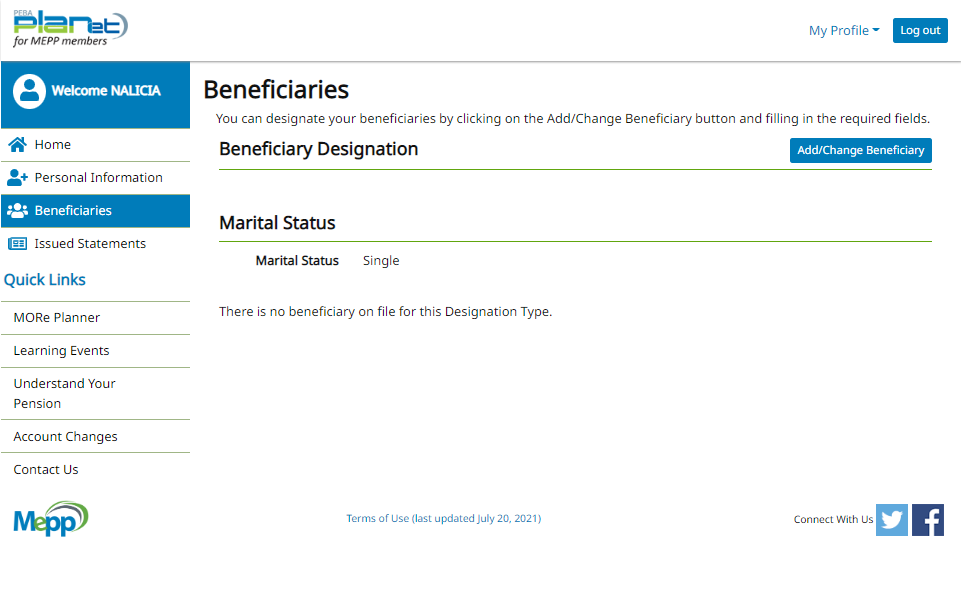 PEBA
PLANet
for MEPP members
My Profile
Log out
Welcome NALICIA
Home
Personal Information
Beneficiaries
Issued Statements
Quick Links
MORe Planner
Learning Events
Understand Your
Pension
Account Changes
Contact Us
Beneficiaries
You can designate your beneficiaries by clicking on the Add/Change Beneficiary button and filling in the required fields.
Beneficiary Designation
Add/Change Beneficiary
Marital Status
Marital Status Single
There is no beneficiary on file for this Designation Type.
Mepp
Terms of Use (last updated July 20, 2021)
Connect With Us